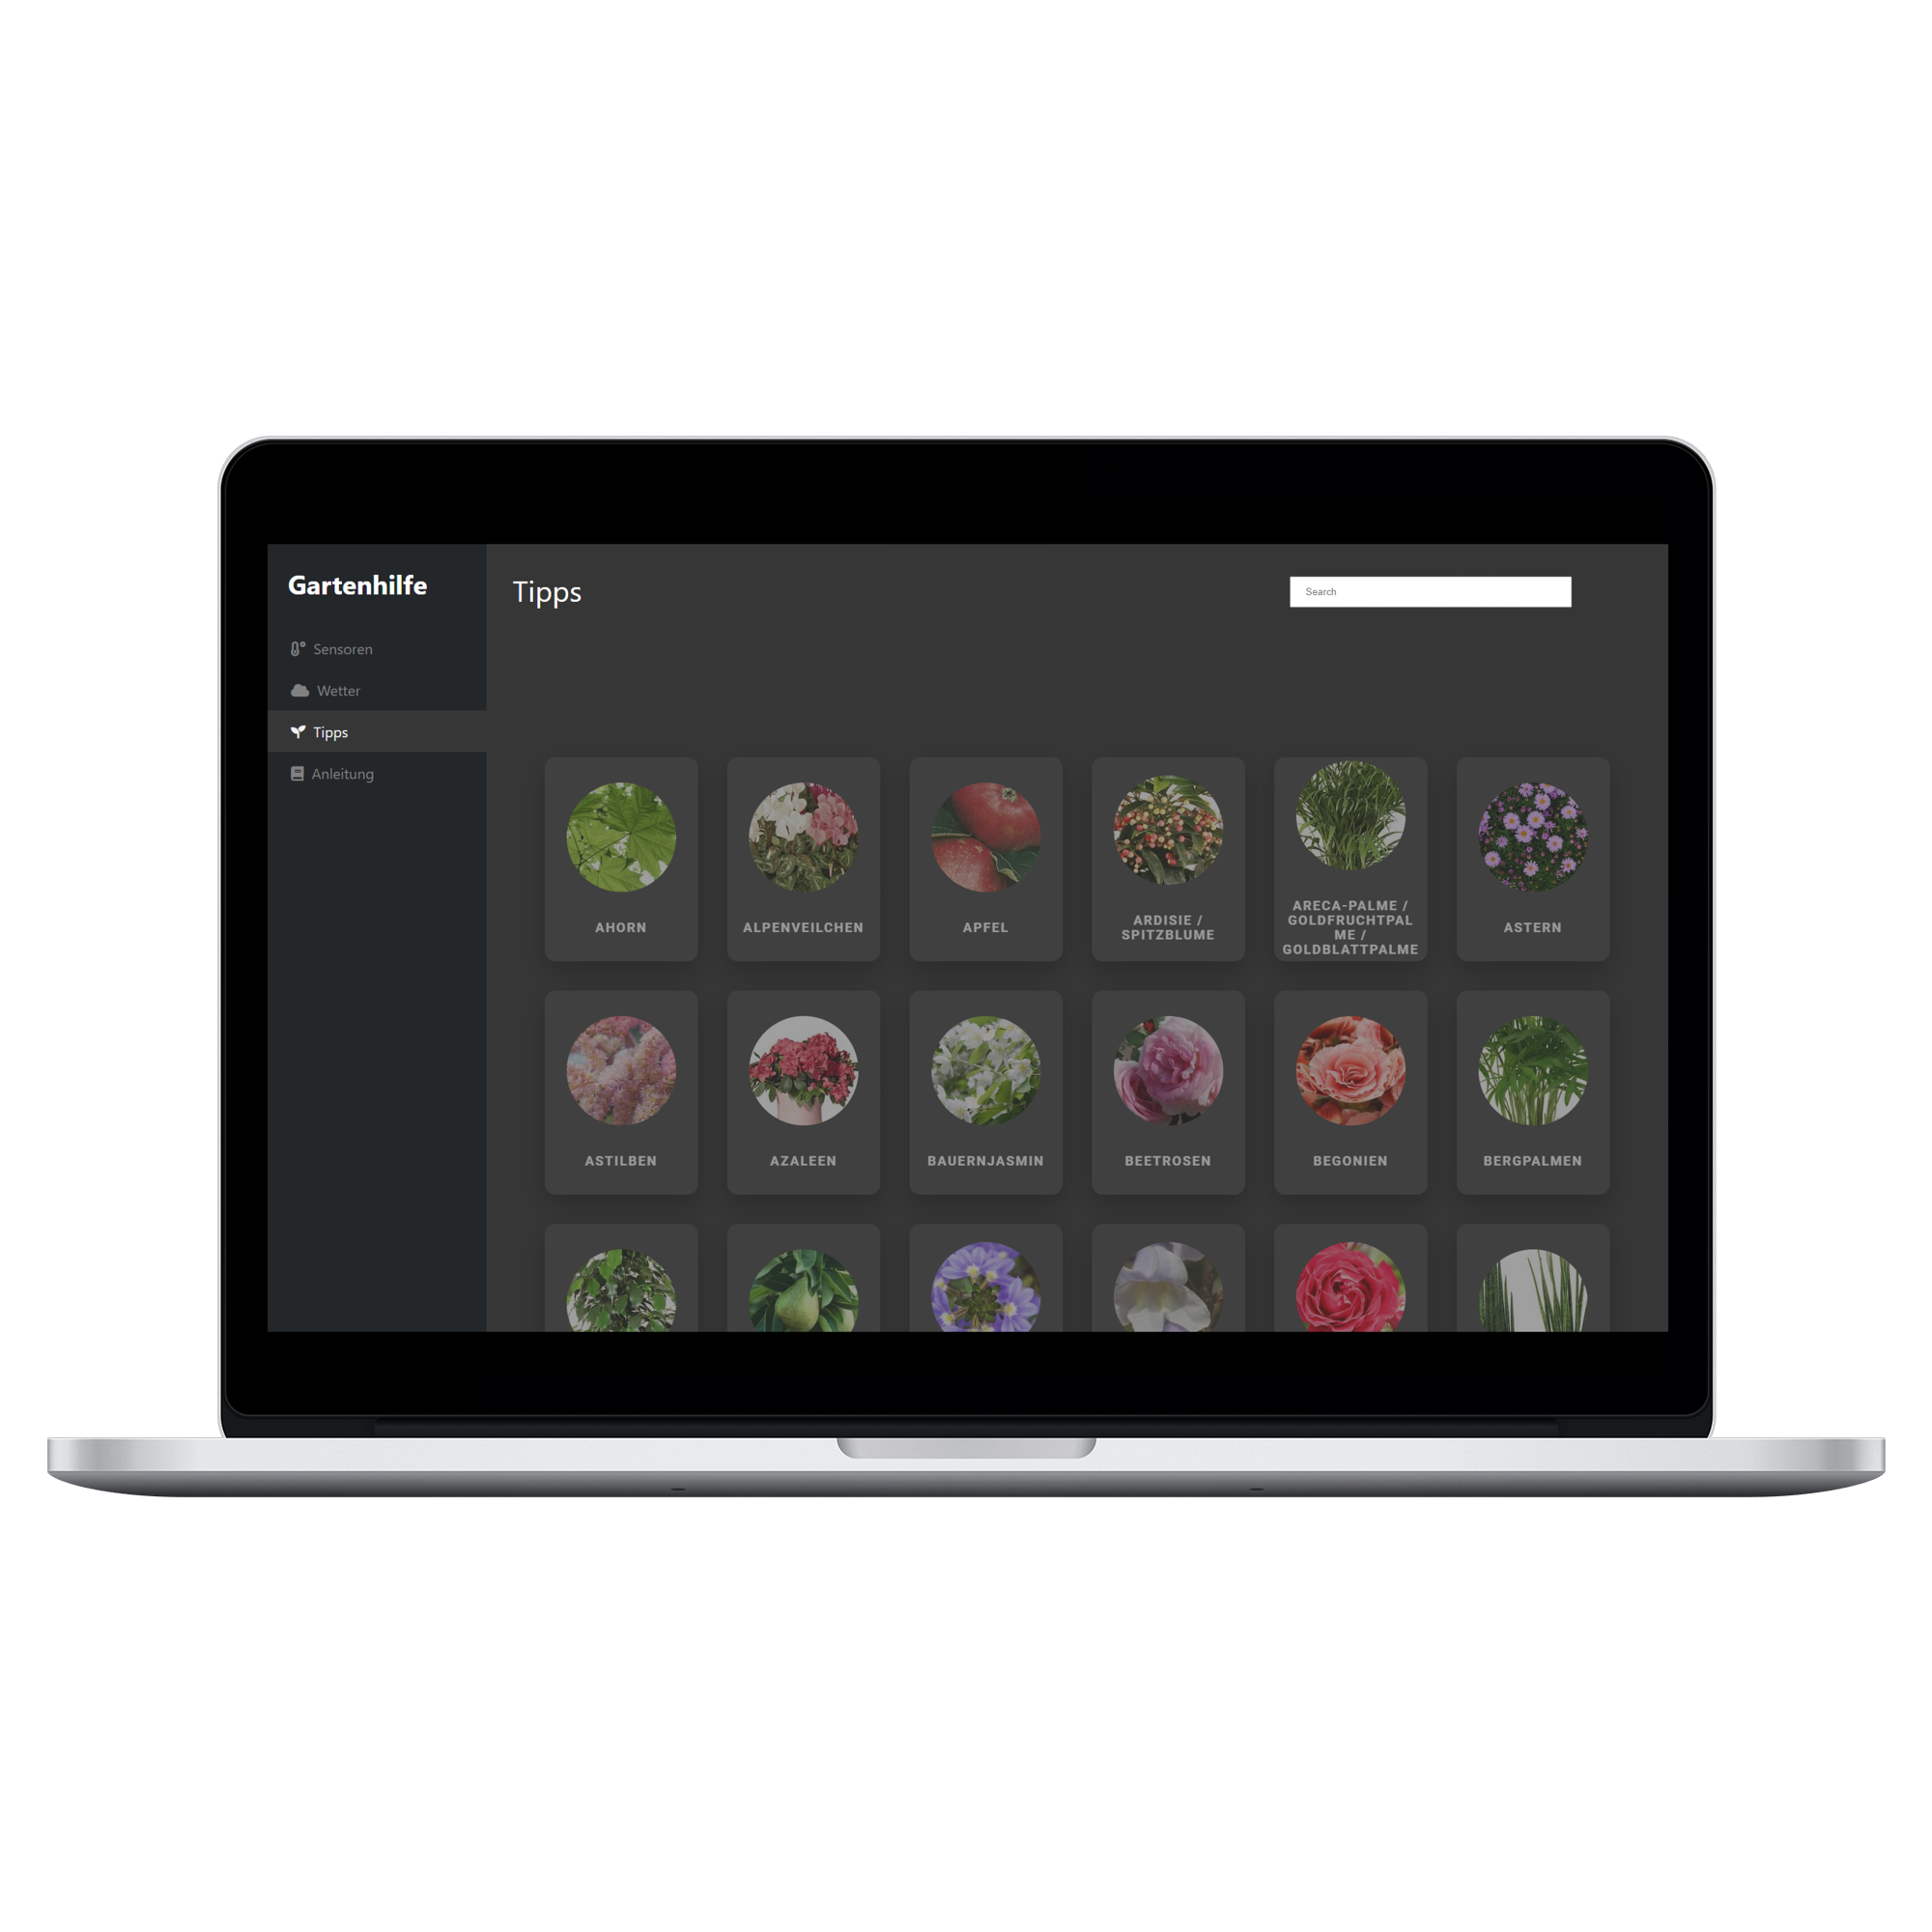 Gartenhilfe
Sensoren
Wetter
Tipps
Anleitung
Tipps
Search
AHORN
ALPENVEILCHEN
APFEL
ARDISIE /
SPITZBLUME
ARECA-PALME /
GOLDFRUCHTPAL
ME /
GOLDBLATTPALME
ASTERN
ASTILBEN
AZALEEN
BAUERNJASMIN
BEETROSEN
BEGONIEN
BERGPALMEN